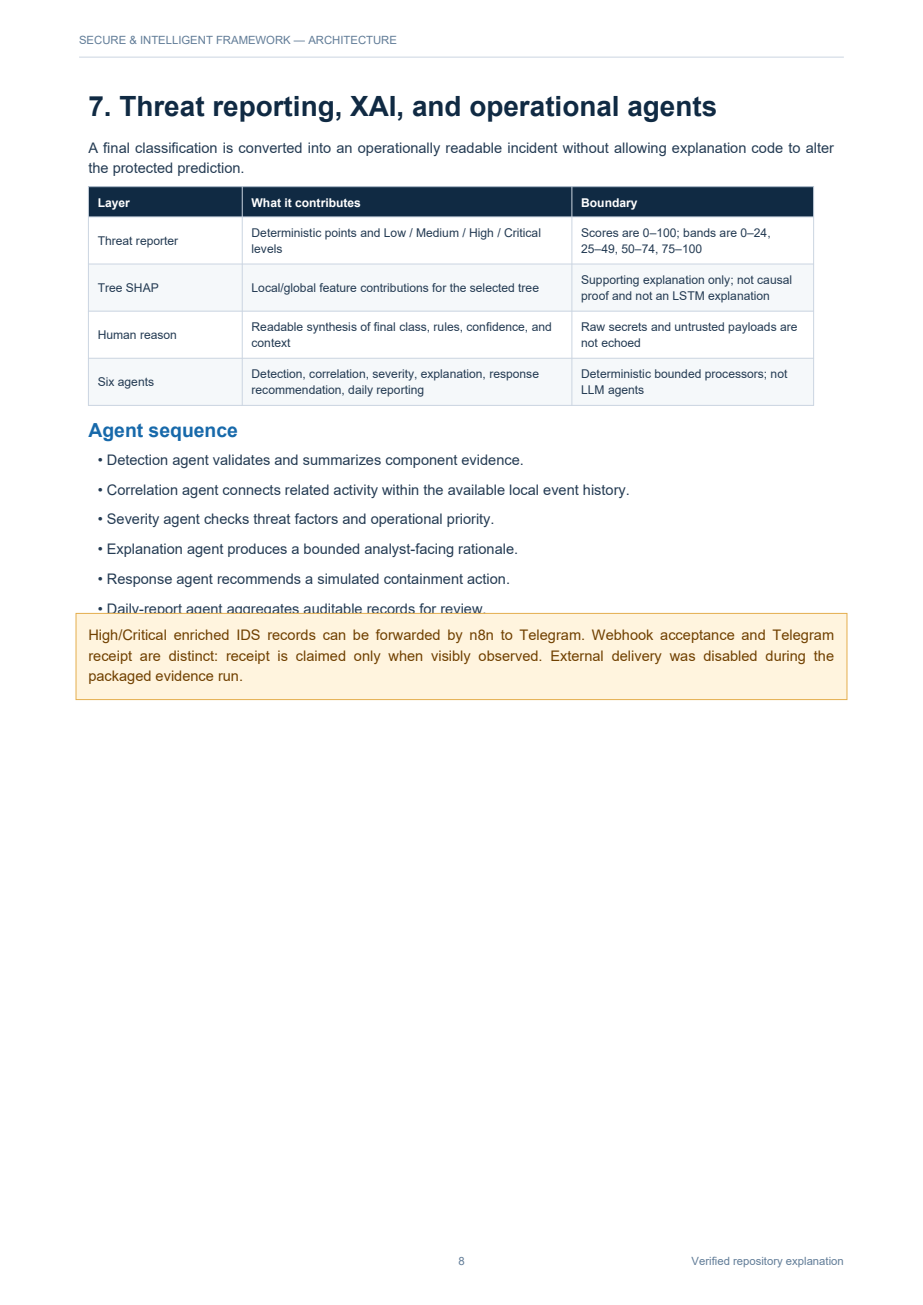 SECURE & INTELLIGENT FRAMEWORK — ARCHITECTURE
7. Threat reporting, XAI, and operational agents
A final classification is converted into an operationally readable incident without allowing explanation code to alter
the protected prediction.
Layer What it contributes Boundary
Threat reporter Deterministic points and Low / Medium / High / Critical levels Scores are 0–100; bands are 0–24, 25–49, 50–74, 75–100
Tree SHAP Local/global feature contributions for the selected tree Supporting explanation only; not causal proof and not an LSTM explanation
Human reason Readable synthesis of final class, rules, confidence, and context Raw secrets and untrusted payloads are not echoed
Six agents Detection, correlation, severity, explanation, response recommendation, daily reporting Deterministic bounded processors; not LLM agents
Agent sequence
• Detection agent validates and summarizes component evidence.
• Correlation agent connects related activity within the available local event history.
• Severity agent checks threat factors and operational priority.
• Explanation agent produces a bounded analyst-facing rationale.
• Response agent recommends a simulated containment action.
• Daily-report agent aggregates auditable records for review.
High/Critical enriched IDS records can be forwarded by n8n to Telegram. Webhook acceptance and Telegram
receipt are distinct: receipt is claimed only when visibly observed. External delivery was disabled during the
packaged evidence run.
8 Verified repository explanation